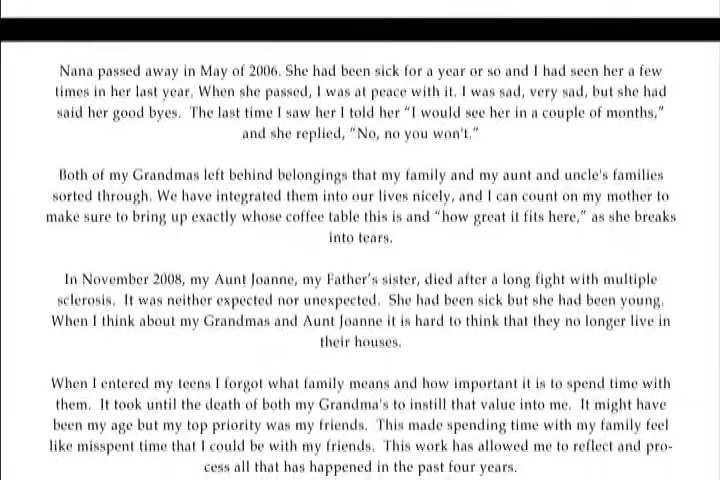 Nana passed away in May of 2006. She had been sick for a year or so and I had seen her a few
times in her last year. When she passed, I was at peace with it. I was sad, very sad, but she had
said her good byes. The last time I saw her I told her “I would see her in a couple of months,”
and she replied, “No, no you won't.”
Both of my Grandmas left behind belongings that my family and my aunt and uncle's families
sorted through. We have integrated them into our lives nicely, and I can count on my mother to
make sure to bring up exactly whose coffee table this is and “how great it fits here,” as she breaks
into tears.
In November 2008, my Aunt Joanne, my Father's sister, died after a long fight with multiple
sclerosis. It was neither expected nor unexpected. She had been sick but she had been young.
When I think about my Grandmas and Aunt Joanne it is hard to think that they no longer live in
their houses.
When I entered my teens I forgot what family means and how important it is to spend time with
them. It took until the death of both my Grandma's to instill that value into me. It might have
been my age but my top priority was my friends. This made spending time with my family feel
like misspent time that I could be with my friends. This work has allowed me to reflect and pro-
cess all that has happened in the past four years.